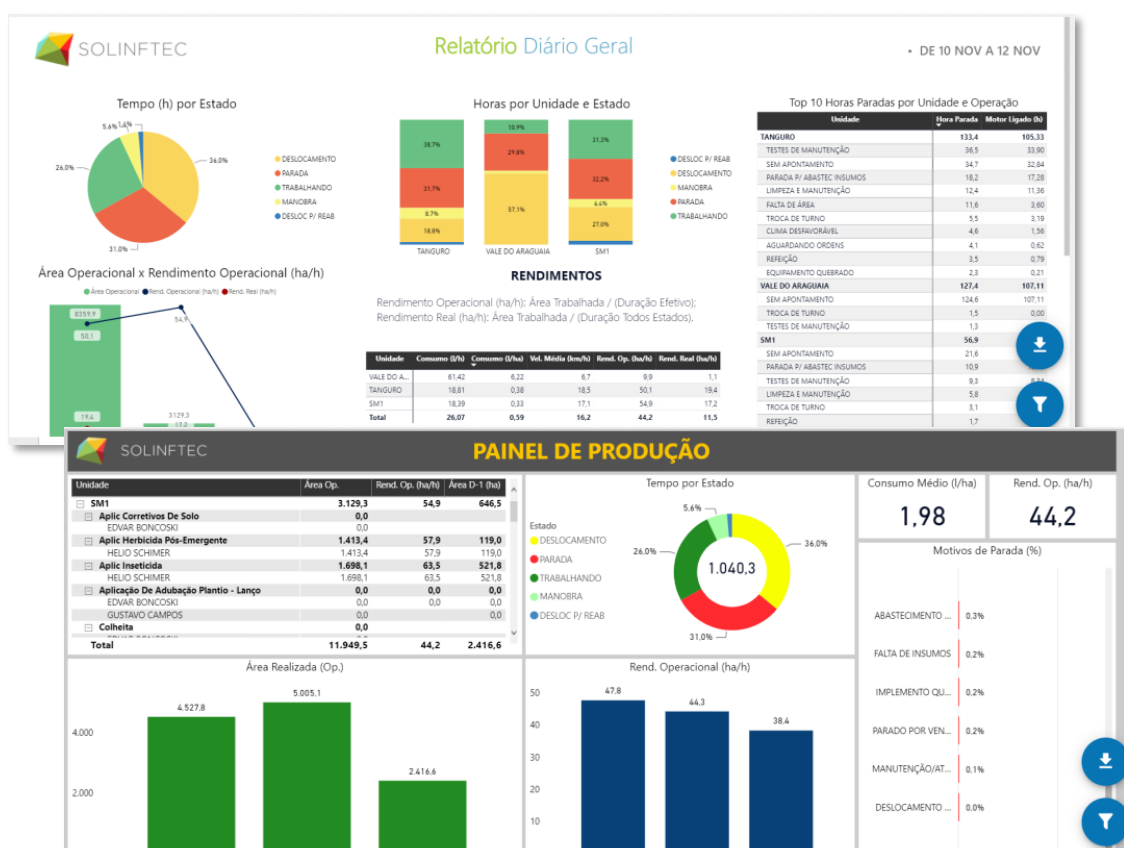 SOLINFTEC
Relatório Diário Geral
• DE 10 NOV A 12 NOV
Tempo (h) por Estado
5.6%
1.4%
36.0%
26.0%
31.0%
DESLOCAMENTO
PARADA
TRABALHANDO
MANOBRA
DESLOC P/ REAB
Horas por Unidade e Estado
38.7%
31.7%
8.7%
18.8%
10.9%
29.8%
57.1%
31.3%
32.2%
6.4%
27.0%
TANGURO
VALE DO ARAGUAIA
SM1
DESLOC P/ REAB
DESLOCAMENTO
MANOBRA
PARADA
TRABALHANDO
Top 10 Horas Paradas por Unidade e Operação
Unidade Hora Parada Motor Ligado (h)
TANGURO 133,4 105,33
TESTES DE MANUTENÇÃO 36,5 33,90
SEM APONTAMENTO 34,7 32,84
PARADA P/ ABASTEC INSUMOS 18,2 17,28
LIMPEZA E MANUTENÇÃO 12,4 11,36
FALTA DE ÁREA 11,6 3,60
TROCA DE TURNO 5,5 3,19
CLIMA DESFAVORÁVEL 4,6 1,56
AGUARDANDO ORDENS 4,1 0,62
REFEIÇÃO 3,5 0,79
EQUIPAMENTO QUEBRADO 2,3 0,21
VALE DO ARAGUAIA 127,4 107,11
SEM APONTAMENTO 124,6 107,11
TROCA DE TURNO 1,5 0,00
TESTES DE MANUTENÇÃO 1,3
SM1 56,9
SEM APONTAMENTO 21,6
PARADA P/ ABASTEC INSUMOS 10,9
TESTES DE MANUTENÇÃO 9,3
LIMPEZA E MANUTENÇÃO 5,8
TROCA DE TURNO 3,1
REFEIÇÃO 1,7
Área Operacional x Rendimento Operacional (ha/h)
Área Operacional Rend. Operacional (ha/h) Rend. Real (ha/h)
8359,9
50,1
54,9
19,4
3129,3
17,2
RENDIMENTOS
Rendimento Operacional (ha/h): Área Trabalhada / (Duração Efetivo);
Rendimento Real (ha/h): Área Trabalhada / (Duração Todos Estados).
Unidade Consumo (l/h) Consumo (l/ha) Vel. Média (km/h) Rend. Op. (ha/h) Rend. Real (ha/h)
VALE DO A... 61,42 6,22 6,7 9,9 1,1
TANGURO 18,81 0,38 18,5 50,1 19,4
SM1 18,39 0,33 17,1 54,9 17,2
Total 26,07 0,59 16,2 44,2 11,5
SOLINFTEC
PAINEL DE PRODUÇÃO
Unidade Área Op. Rend. Op. (ha/h) Área D-1 (ha)
SM1 3.129,3 54,9 646,5
Aplic Corretivos De Solo 0,0
EDVAR BONCOSKI 0,0
Aplic Herbicida Pós-Emergente 1.413,4 57,9 119,0
HELIO SCHIMER 1.413,4 57,9 119,0
Aplic Inseticida 1.698,1 63,5 521,8
HELIO SCHIMER 1.698,1 63,5 521,8
Aplicação De Adubação Plantio - Lanço 0,0 0,0 0,0
EDVAR BONCOSKI 0,0 0,0 0,0
GUSTAVO CAMPOS 0,0 0,0
Colheita 0,0
Total 11.949,5 44,2 2.416,6
Tempo por Estado
Estado
DESLOCAMENTO
PARADA
TRABALHANDO
MANOBRA
DESLOC P/ REAB
5,6%
36,0%
26,0%
1.040,3
31,0%
Consumo Médio (l/ha)
1,98
Rend. Op. (ha/h)
44,2
Motivos de Parada (%)
ABASTECIMENTO ... 0.3%
FALTA DE INSUMOS 0.2%
IMPLEMENTO QU... 0.2%
PARADO POR VEN... 0.2%
MANUTENÇÃO/AT... 0.1%
DESLOCAMENTO ... 0.0%
Área Realizada (Op.)
4.000
2.000
4.527,8
5.005,1
2.416,6
Rend. Operacional (ha/h)
50
40
30
20
10
47,8
44,3
38,4